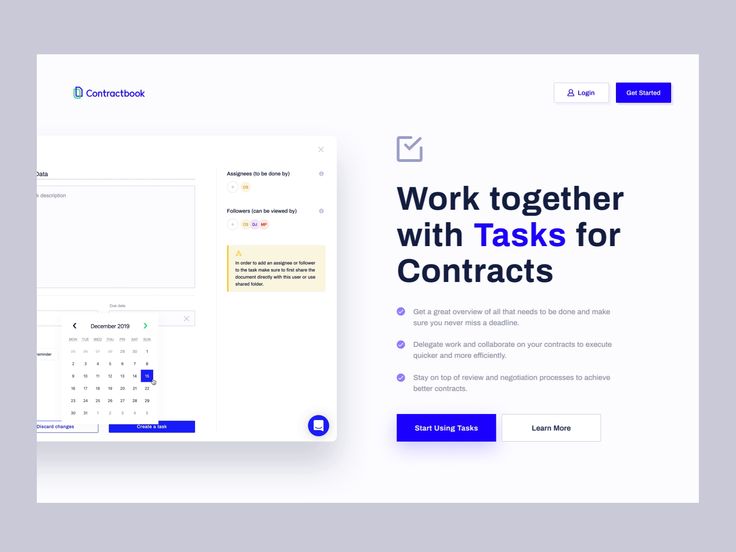 Contractbook
Login
Get Started
Data
description
Assignees (to be done by)
+ OS
Followers (can be viewed by)
+ OS DJ MP
In order to add an assignee or follower
to the task make sure to first share the
document directly with this user or use
shared folder.
Due date
reminder
December 2019
MON TUE WED THU FRI SAT SUN
25 26 27 28 29 30 1
2 3 4 5 6 7 8
9 10 11 12 13 14 15
16 17 18 19 20 21 22
23 24 25 26 27 28 29
30 31 1 2 3 4 5
Discard changes
Create a task
Work together
with Tasks for
Contracts
Get a great overview of all that needs to be done and make
sure you never miss a deadline.
Delegate work and collaborate on your contracts to execute
quicker and more efficiently.
Stay on top of review and negotiation processes to achieve
better contracts.
Start Using Tasks
Learn More